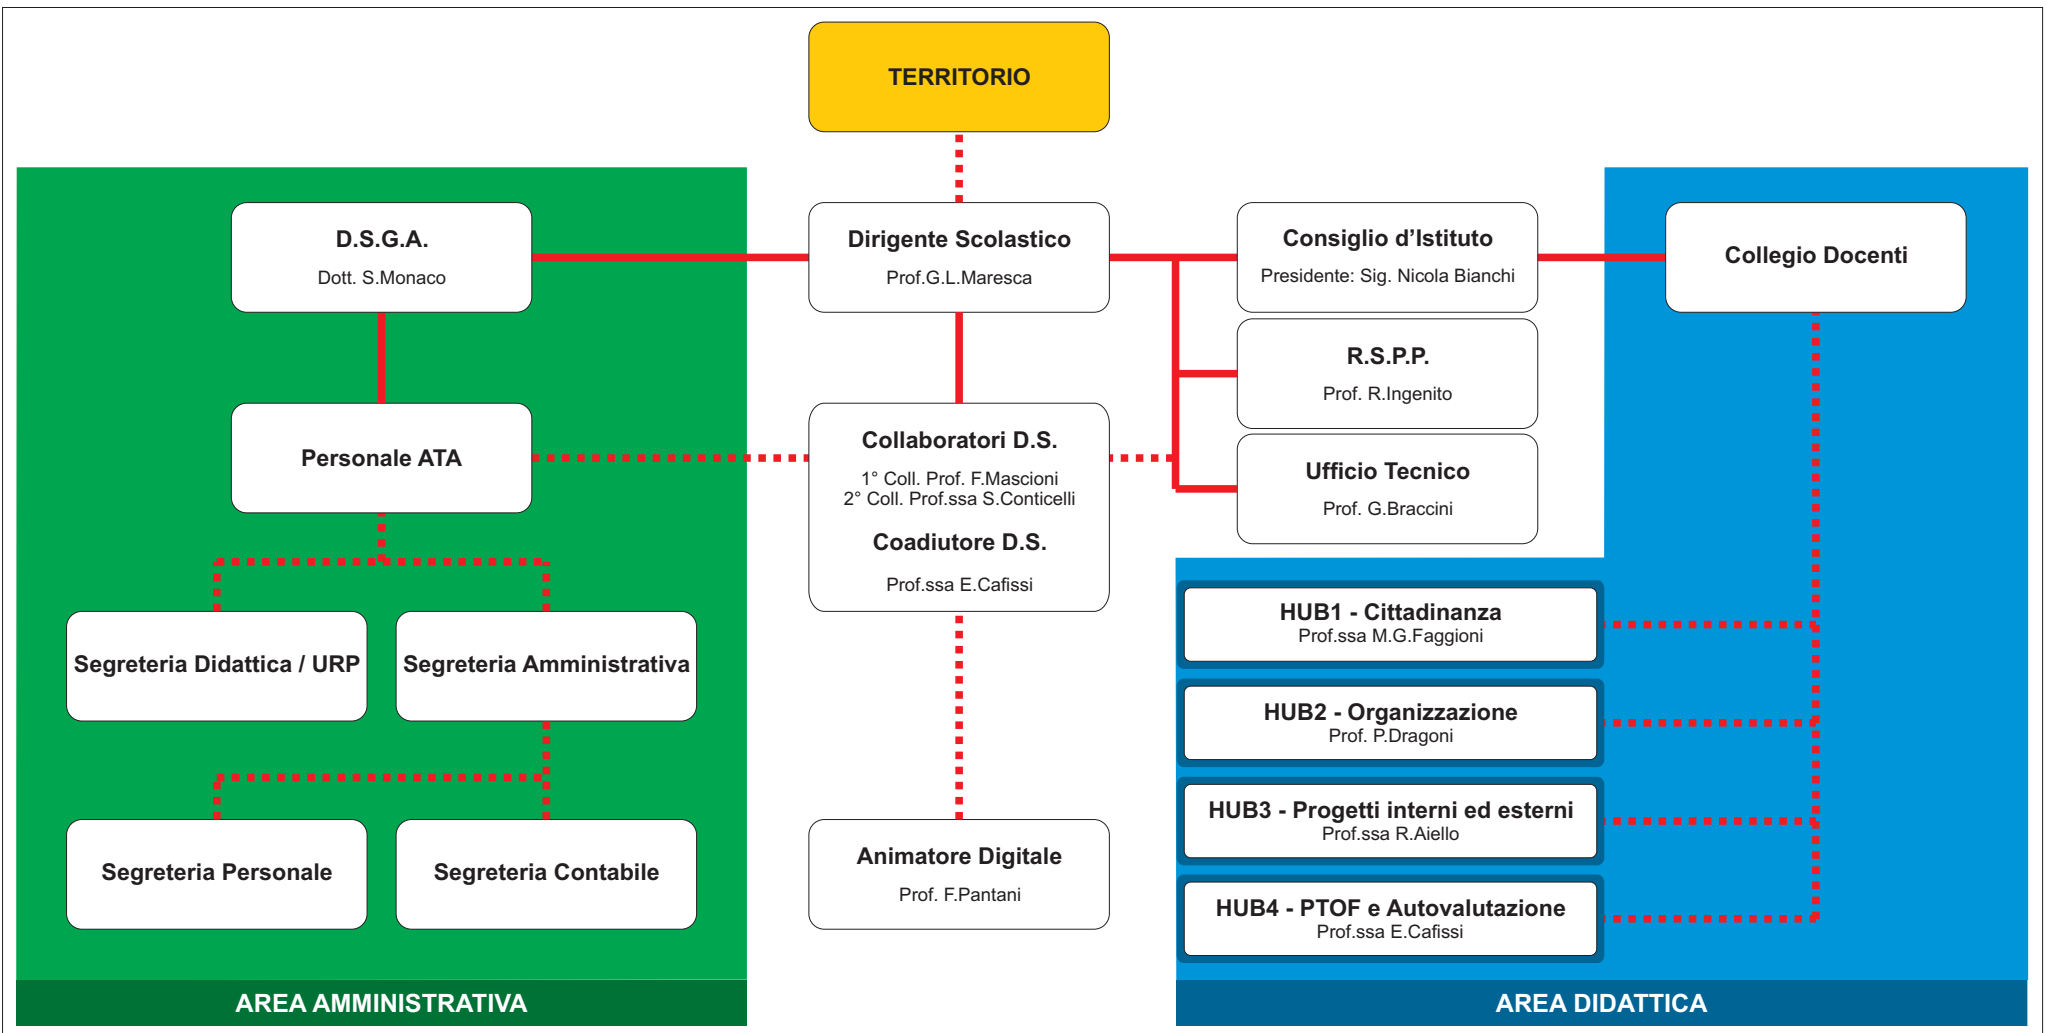 TERRITORIO
D.S.G.A.
Dott. S.Monaco
Dirigente Scolastico
Prof.G.L.Maresca
Consiglio d’Istituto
Presidente: Sig. Nicola Bianchi
Collegio Docenti
R.S.P.P.
Prof. R.Ingenito
Personale ATA
Collaboratori D.S.
1° Coll. Prof. F.Mascioni
2° Coll. Prof.ssa S.Conticelli
Coadiutore D.S.
Prof.ssa E.Cafissi
Ufficio Tecnico
Prof. G.Braccini
Segreteria Didattica / URP
Segreteria Amministrativa
HUB1 - Cittadinanza
Prof.ssa M.G.Faggioni
HUB2 - Organizzazione
Prof. P.Dragoni
HUB3 - Progetti interni ed esterni
Prof.ssa R.Aiello
HUB4 - PTOF e Autovalutazione
Prof.ssa E.Cafissi
Segreteria Personale
Segreteria Contabile
Animatore Digitale
Prof. F.Pantani
AREA AMMINISTRATIVA
AREA DIDATTICA